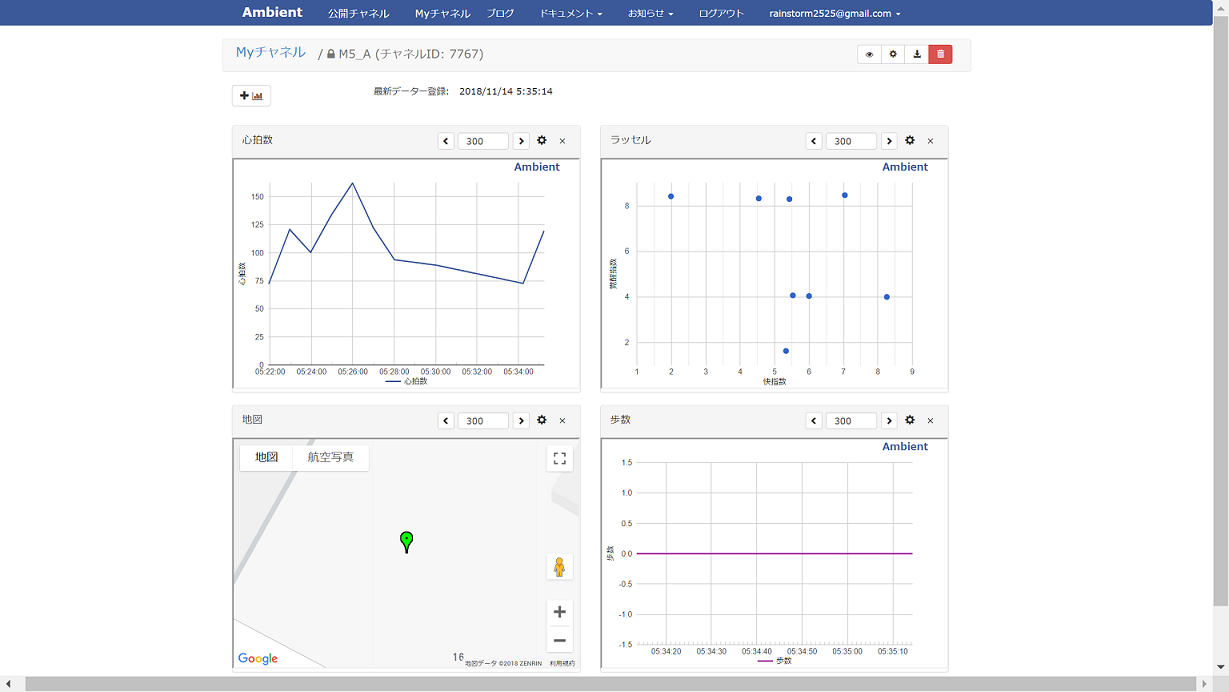 Ambient 公開チャンネル Myチャンネル ブログ ドキュメント お知らせ ログアウト rainstorm2525@gmail.com
Myチャネル / M5_A (チャネルID: 7767)
最新データー登録: 2018/11/14 5:35:14
心拍数 300
Ambient
150
125
100
75
50
25
0
心拍数
05:22:00 05:24:00 05:26:00 05:28:00 05:30:00 05:32:00 05:34:00
心拍数
ラッセル 300
Ambient
8
6
4
2
覚醒指数
1 2 3 4 5 6 7 8 9
快指数
地図 300
地図 航空写真
16
Google 地図データ ©2018 ZENRIN 利用規約
歩数 300
Ambient
1.5
1.0
0.5
0.0
-0.5
-1.0
-1.5
歩数
05:34:20 05:34:30 05:34:40 05:34:50 05:35:00 05:35:10
歩数